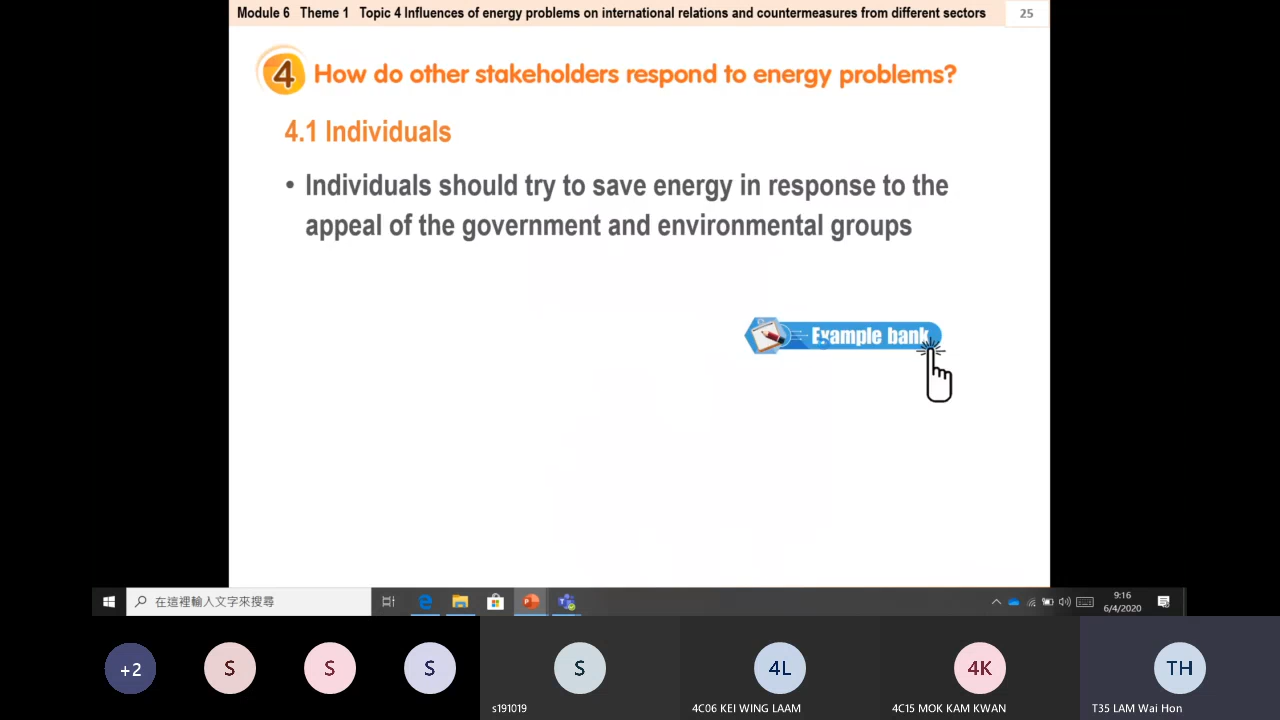 Module 6 Theme 1 Topic 4 Influences of energy problems on international relations and countermeasures from different sectors
25
4 How do other stakeholders respond to energy problems?
4.1 Individuals
• Individuals should try to save energy in response to the
appeal of the government and environmental groups
Example bank
在這裡輸入文字來搜尋
9:16
6/4/2020
+2
S
S
S
S
4L
4K
TH
s191019
4C06 KEI WING LAAM
4C15 MOK KAM KWAN
T35 LAM Wai Hon